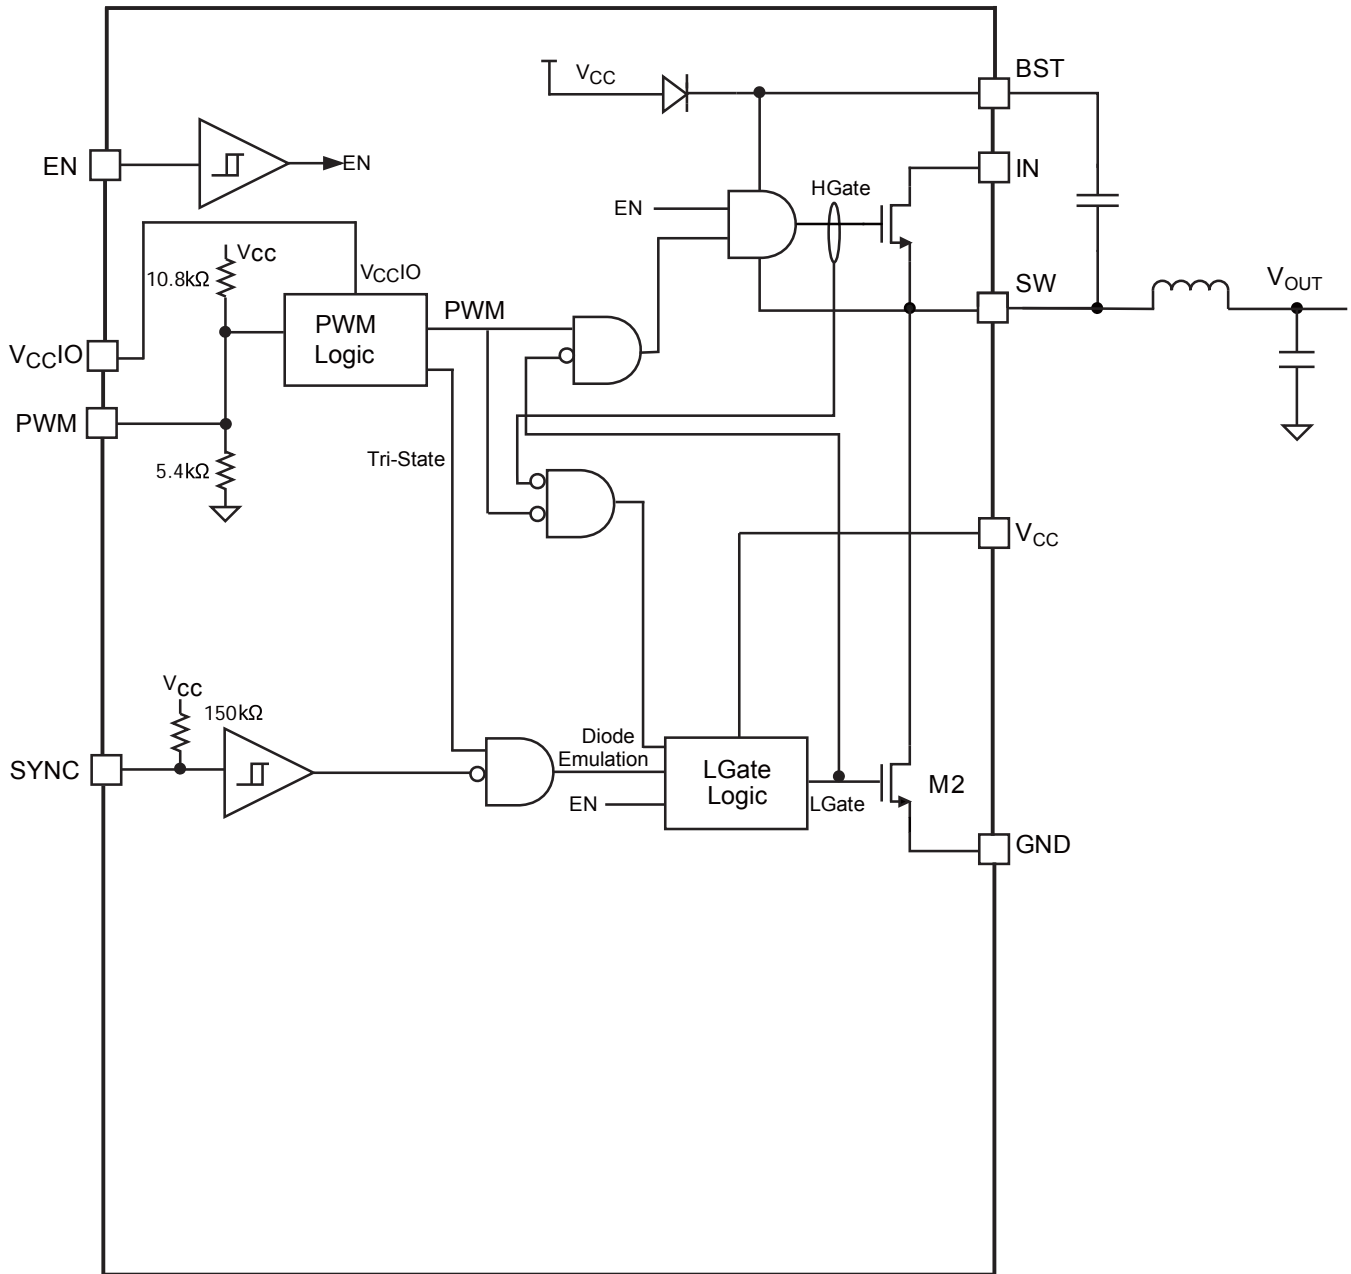 BST
VCC
EN
EN
IN
HGate
EN
VCC
10.8kΩ
VCCIO
SW
VOUT
PWM
PWM
Logic
VCCIO
PWM
Tri-State
5.4kΩ
VCC
VCC
150kΩ
SYNC
Diode
Emulation
EN
LGate
Logic
LGate
M2
GND